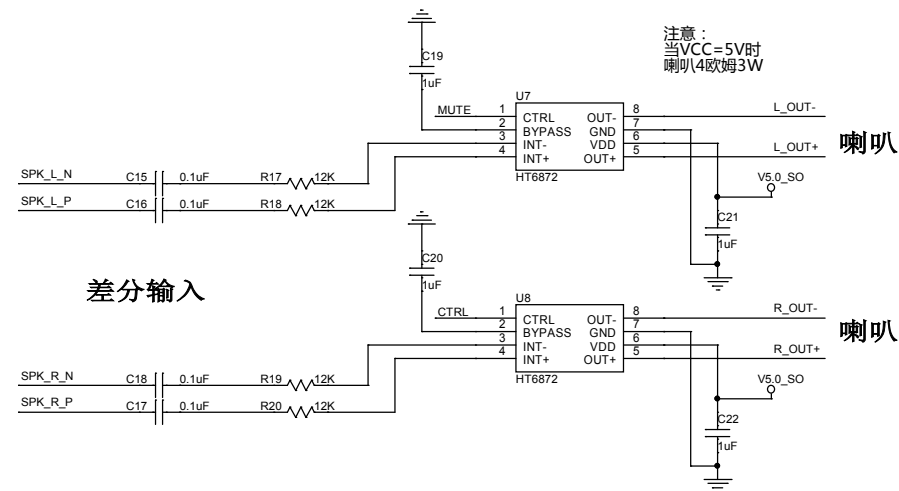 注意：
当VCC=5V时
喇叭4欧姆3W
C19
1uF
U7
MUTE
1
2
3
4
CTRL
BYPASS
INT-
INT+
OUT-
GND
VDD
OUT+
8
7
6
5
HT6872
L_OUT-
L_OUT+
喇叭
SPK_L_N
C15
0.1uF
R17
12K
SPK_L_P
C16
0.1uF
R18
12K
V5.0_SO
C21
1uF
差分输入
C20
1uF
U8
CTRL
1
2
3
4
CTRL
BYPASS
INT-
INT+
OUT-
GND
VDD
OUT+
8
7
6
5
HT6872
R_OUT-
R_OUT+
喇叭
SPK_R_N
C18
0.1uF
R19
12K
SPK_R_P
C17
0.1uF
R20
12K
V5.0_SO
C22
1uF